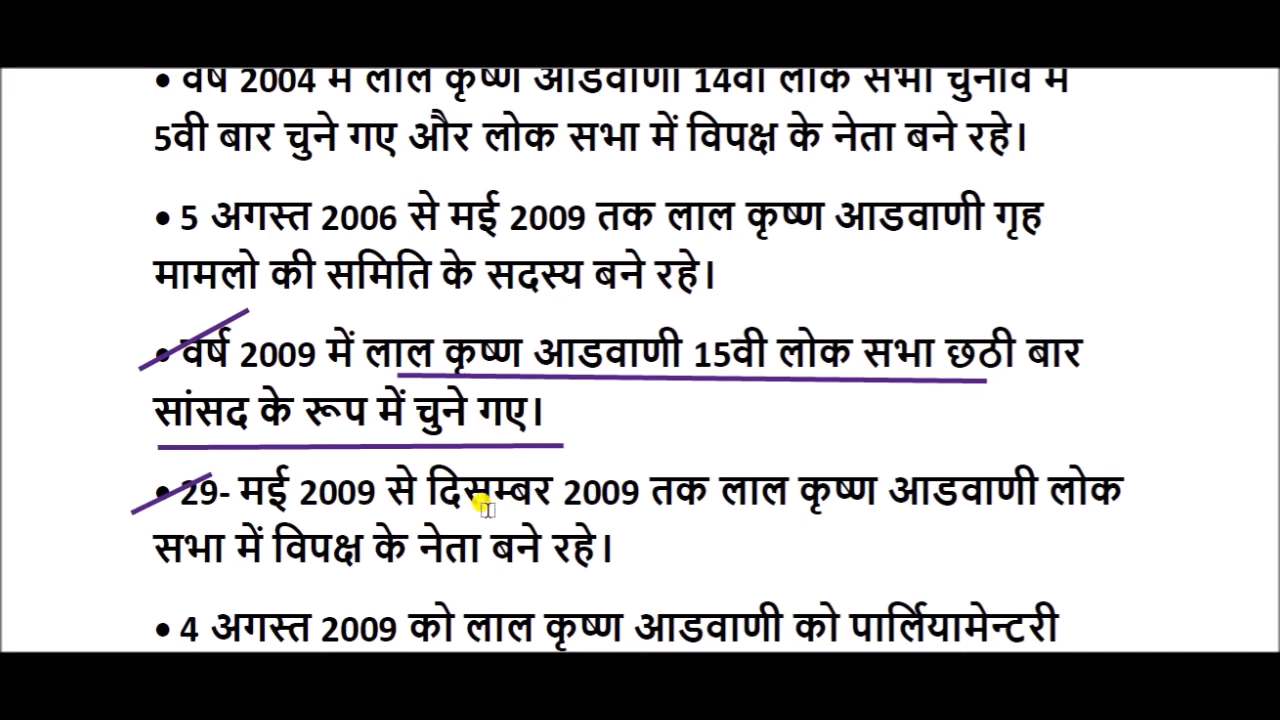 • वर्ष 2004 में लाल कृष्ण आडवाणी 14वी लोक सभा चुनाव में
5वी बार चुने गए और लोक सभा में विपक्ष के नेता बने रहे।
• 5 अगस्त 2006 से मई 2009 तक लाल कृष्ण आडवाणी गृह
मामलो की समिति के सदस्य बने रहे।
• वर्ष 2009 में लाल कृष्ण आडवाणी 15वी लोक सभा छठी बार
सांसद के रूप में चुने गए।
• 29- मई 2009 से दिसम्बर 2009 तक लाल कृष्ण आडवाणी लोक
सभा में विपक्ष के नेता बने रहे।
• 4 अगस्त 2009 को लाल कृष्ण आडवाणी को पार्लियामेन्टरी